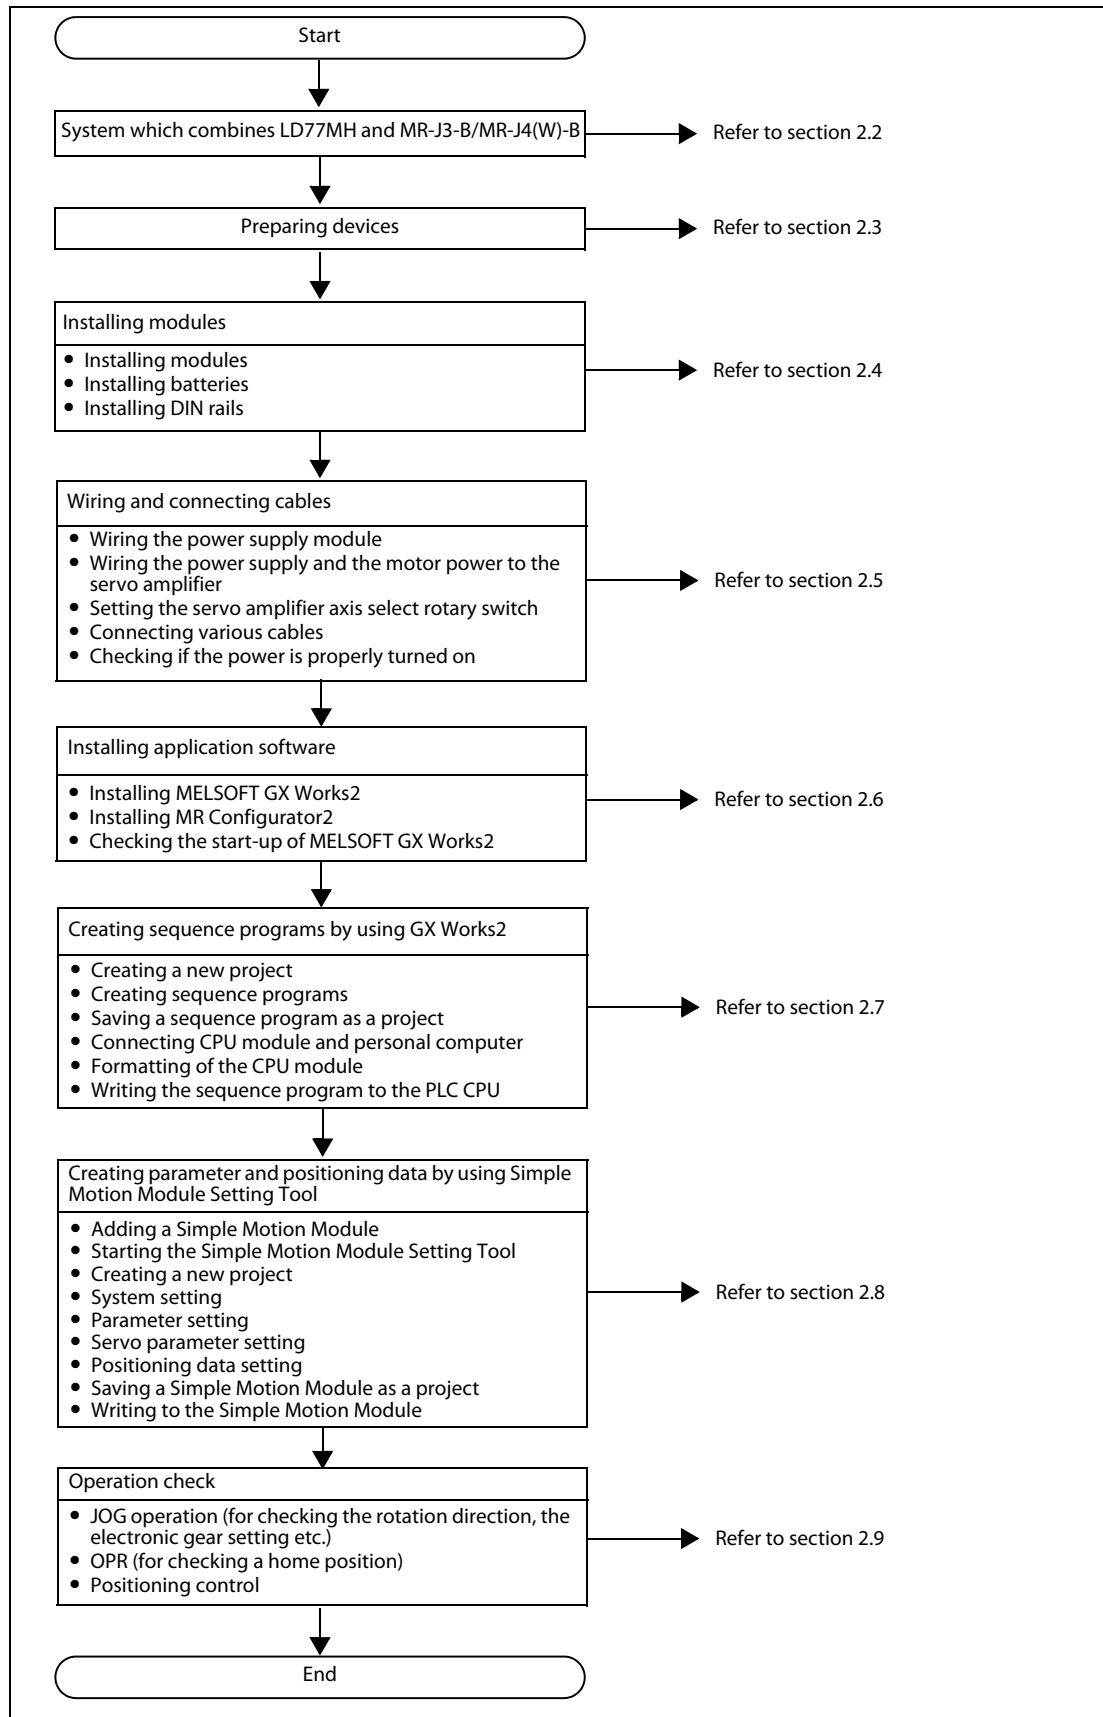 Start
System which combines LD77MH and MR-J3-B/MR-J4(W)-B
Refer to section 2.2
Preparing devices
Refer to section 2.3
Installing modules
• Installing modules
• Installing batteries
• Installing DIN rails
Refer to section 2.4
Wiring and connecting cables
• Wiring the power supply module
• Wiring the power supply and the motor power to the
servo amplifier
• Setting the servo amplifier axis select rotary switch
• Connecting various cables
• Checking if the power is properly turned on
Refer to section 2.5
Installing application software
• Installing MELSOFT GX Works2
• Installing MR Configurator2
• Checking the start-up of MELSOFT GX Works2
Refer to section 2.6
Creating sequence programs by using GX Works2
• Creating a new project
• Creating sequence programs
• Saving a sequence program as a project
• Connecting CPU module and personal computer
• Formatting of the CPU module
• Writing the sequence program to the PLC CPU
Refer to section 2.7
Creating parameter and positioning data by using Simple
Motion Module Setting Tool
• Adding a Simple Motion Module
• Starting the Simple Motion Module Setting Tool
• Creating a new project
• System setting
• Parameter setting
• Servo parameter setting
• Positioning data setting
• Saving a Simple Motion Module as a project
• Writing to the Simple Motion Module
Refer to section 2.8
Operation check
• JOG operation (for checking the rotation direction, the
electronic gear setting etc.)
• OPR (for checking a home position)
• Positioning control
Refer to section 2.9
End